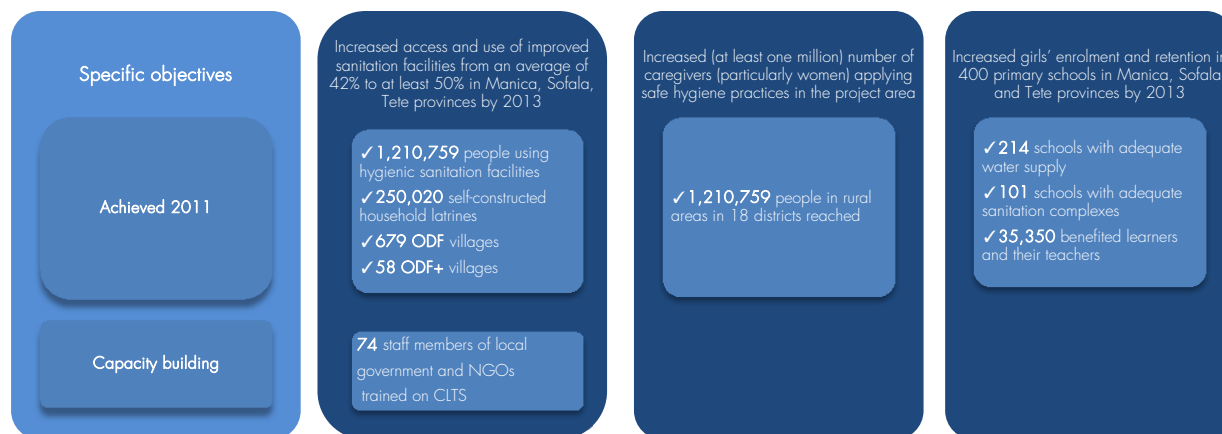 Specific objectives
Achieved 2011
Capacity building
Increased access and use of improved
sanitation facilities from an average of
42% to at least 50% in Manica, Sofala,
Tete provinces by 2013
✓1,210,759 people using
hygienic sanitation facilities
✓250,020 self-constructed
household latrines
✓679 ODF villages
✓58 ODF+ villages
74 staff members of local
government and NGOs
trained on CLTS
Increased (at least one million) number of
caregivers (particularly women) applying
safe hygiene practices in the project area
✓1,210,759 people in rural
areas in 18 districts reached
Increased girls’ enrolment and retention in
400 primary schools in Manica, Sofala
and Tete provinces by 2013
✓214 schools with adequate
water supply
✓101 schools with adequate
sanitation complexes
✓35,350 benefited learners
and their teachers